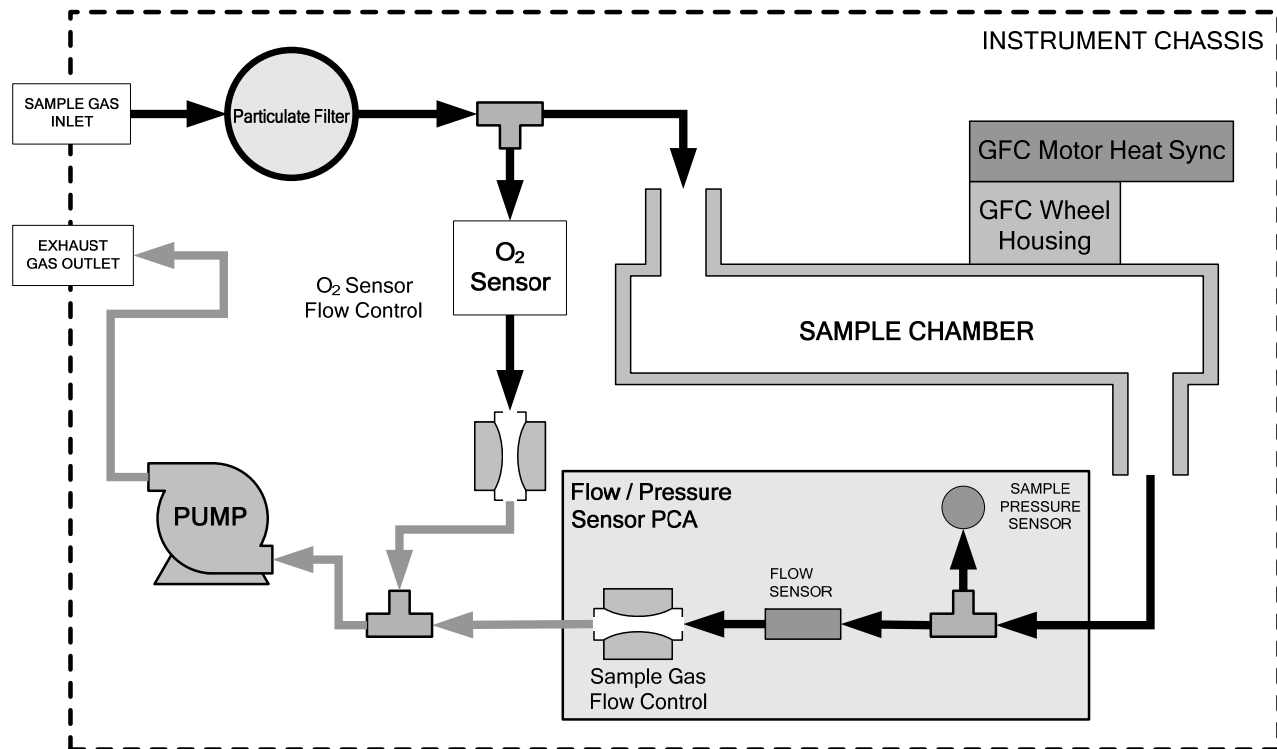 INSTRUMENT CHASSIS
SAMPLE GAS
INLET
Particulate Filter
GFC Motor Heat Sync
GFC Wheel
Housing
EXHAUST
GAS OUTLET
O₂
Sensor
O₂ Sensor
Flow Control
SAMPLE CHAMBER
PUMP
Flow / Pressure
Sensor PCA
SAMPLE
PRESSURE
SENSOR
FLOW
SENSOR
Sample Gas
Flow Control